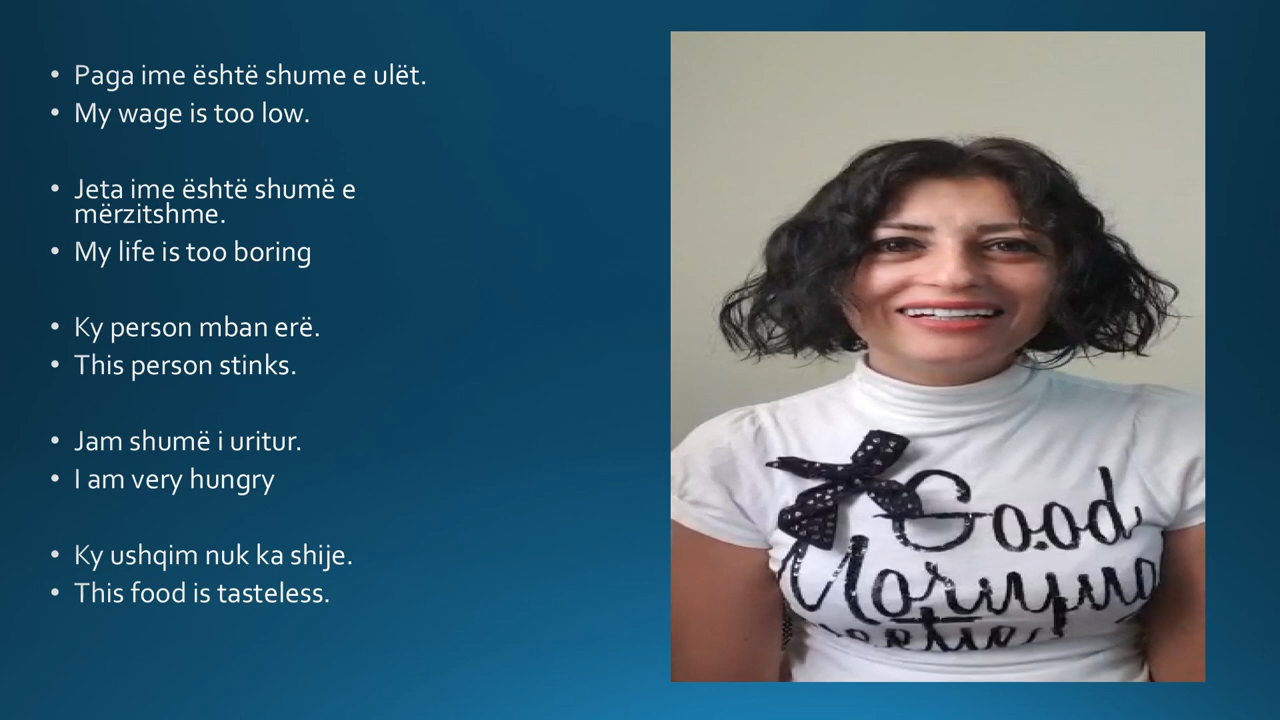 • Paga ime është shume e ulët.
• My wage is too low.
• Jeta ime është shumë e
mërzitshme.
• My life is too boring
• Ky person mban erë.
• This person stinks.
• Jam shumë i uritur.
• I am very hungry
• Ky ushqim nuk ka shije.
• This food is tasteless.
Good
Morning